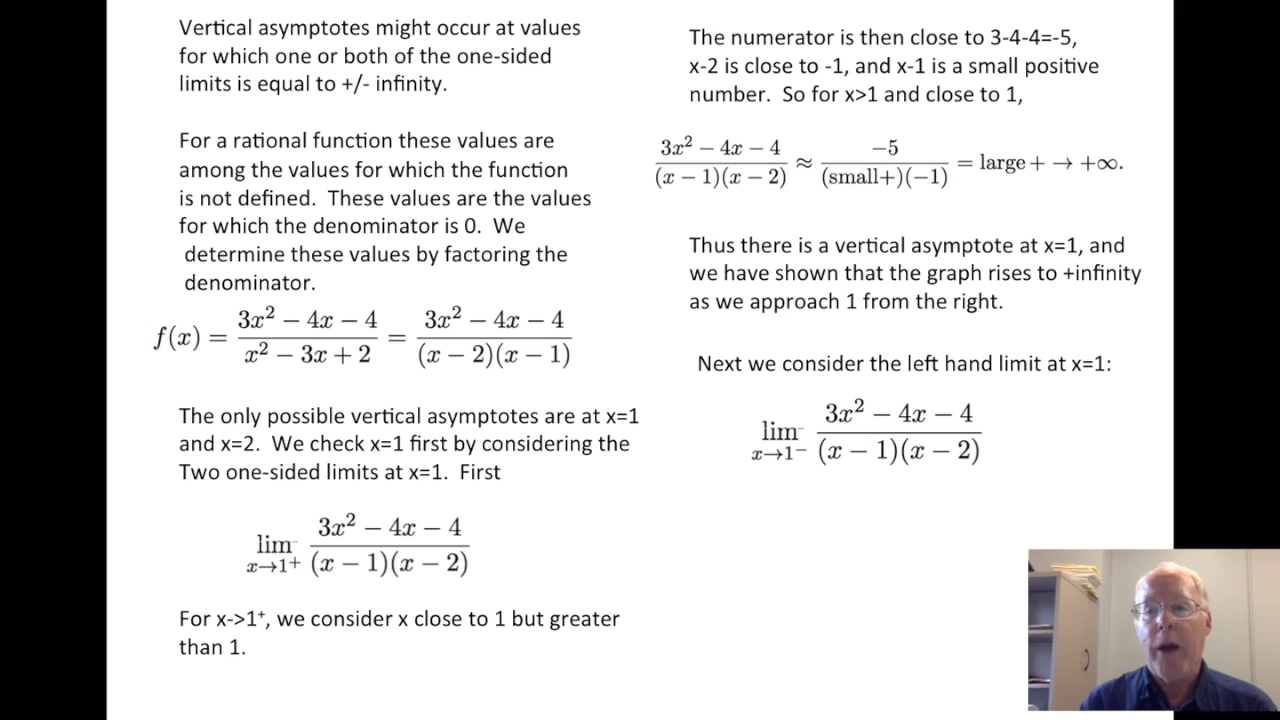 Vertical asymptotes might occur at values
for which one or both of the one-sided
limits is equal to +/- infinity.
For a rational function these values are
among the values for which the function
is not defined.  These values are the values
for which the denominator is 0.  We
determine these values by factoring the
denominator.
f(x) = \frac{3x^2 - 4x - 4}{x^2 - 3x + 2} = \frac{3x^2 - 4x - 4}{(x - 2)(x - 1)}
The only possible vertical asymptotes are at x=1
and x=2.  We check x=1 first by considering the
Two one-sided limits at x=1.  First
\lim_{x \to 1^+} \frac{3x^2 - 4x - 4}{(x - 1)(x - 2)}
For x->1⁺, we consider x close to 1 but greater
than 1.
The numerator is then close to 3-4-4=-5,
x-2 is close to -1, and x-1 is a small positive
number.  So for x>1 and close to 1,
\frac{3x^2 - 4x - 4}{(x - 1)(x - 2)} ≈ \frac{-5}{(small+)(-1)} = large + → +∞.
Thus there is a vertical asymptote at x=1, and
we have shown that the graph rises to +infinity
as we approach 1 from the right.
Next we consider the left hand limit at x=1:
\lim_{x \to 1^-} \frac{3x^2 - 4x - 4}{(x - 1)(x - 2)}